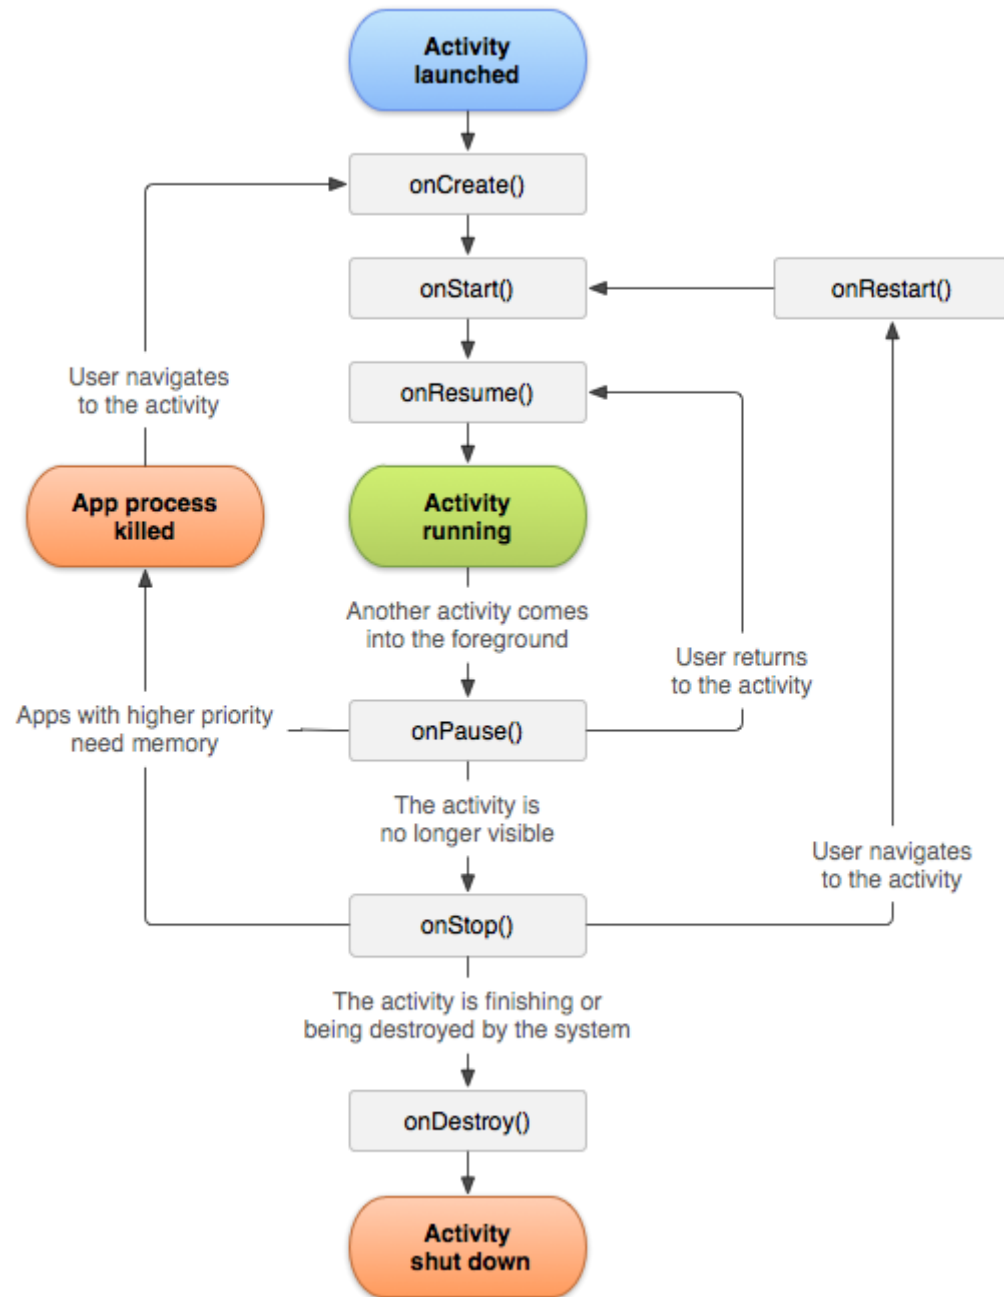 Activity
launched
onCreate()
onStart()
onRestart()
User navigates
to the activity
onResume()
App process
killed
Activity
running
Another activity comes
into the foreground
User returns
to the activity
Apps with higher priority
need memory
onPause()
The activity is
no longer visible
User navigates
to the activity
onStop()
The activity is finishing or
being destroyed by the system
onDestroy()
Activity
shut down